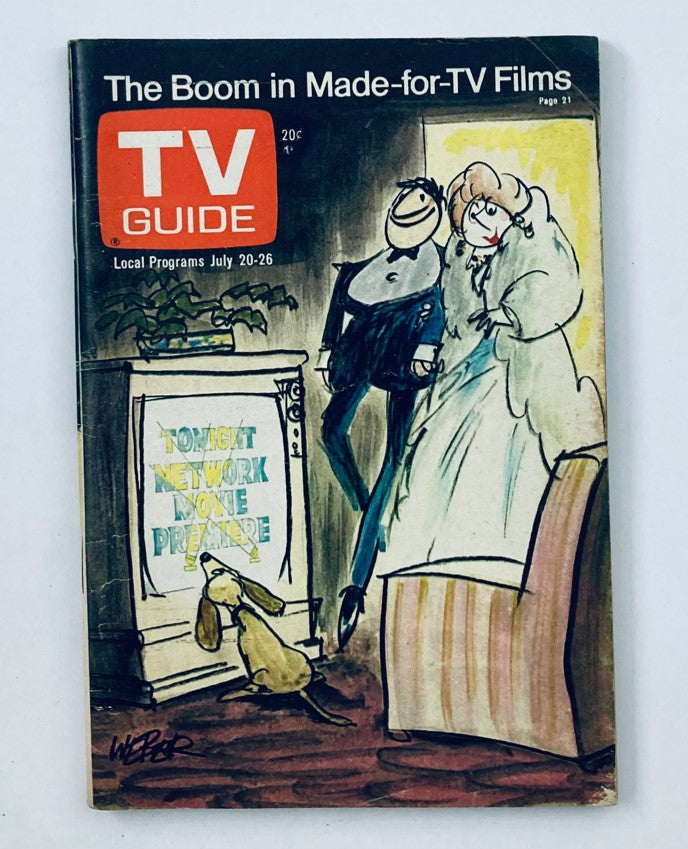 The Boom in Made-for-TV Films
Page 21
TV
GUIDE
®
20¢
Local Programs July 20-26
TONIGHT
NETWORK
MOVIE
PREMIERE
WEBER